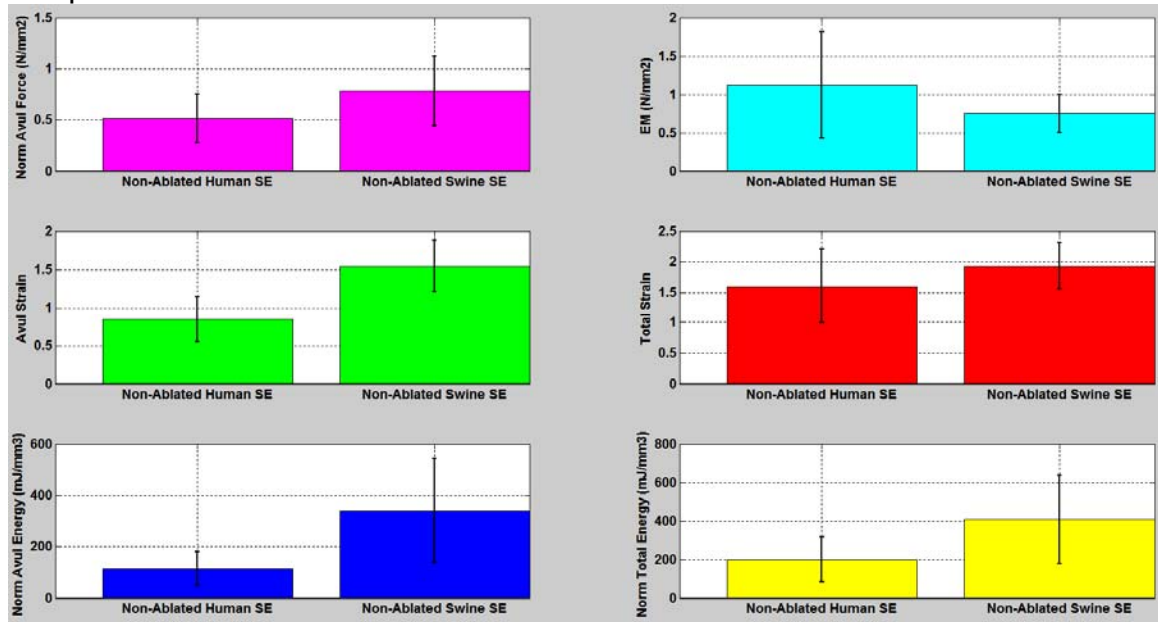 Norm Avul Force (N/mm2)
1.5
1
0.5
0
Non-Ablated Human SE
Non-Ablated Swine SE
EM (N/mm2)
2
1.5
1
0.5
0
Non-Ablated Human SE
Non-Ablated Swine SE
Avul Strain
2
1.5
1
0.5
0
Non-Ablated Human SE
Non-Ablated Swine SE
Total Strain
2.5
2
1.5
1
0.5
0
Non-Ablated Human SE
Non-Ablated Swine SE
Norm Avul Energy (mJ/mm3)
600
400
200
0
Non-Ablated Human SE
Non-Ablated Swine SE
Norm Total Energy (mJ/mm3)
800
600
400
200
0
Non-Ablated Human SE
Non-Ablated Swine SE